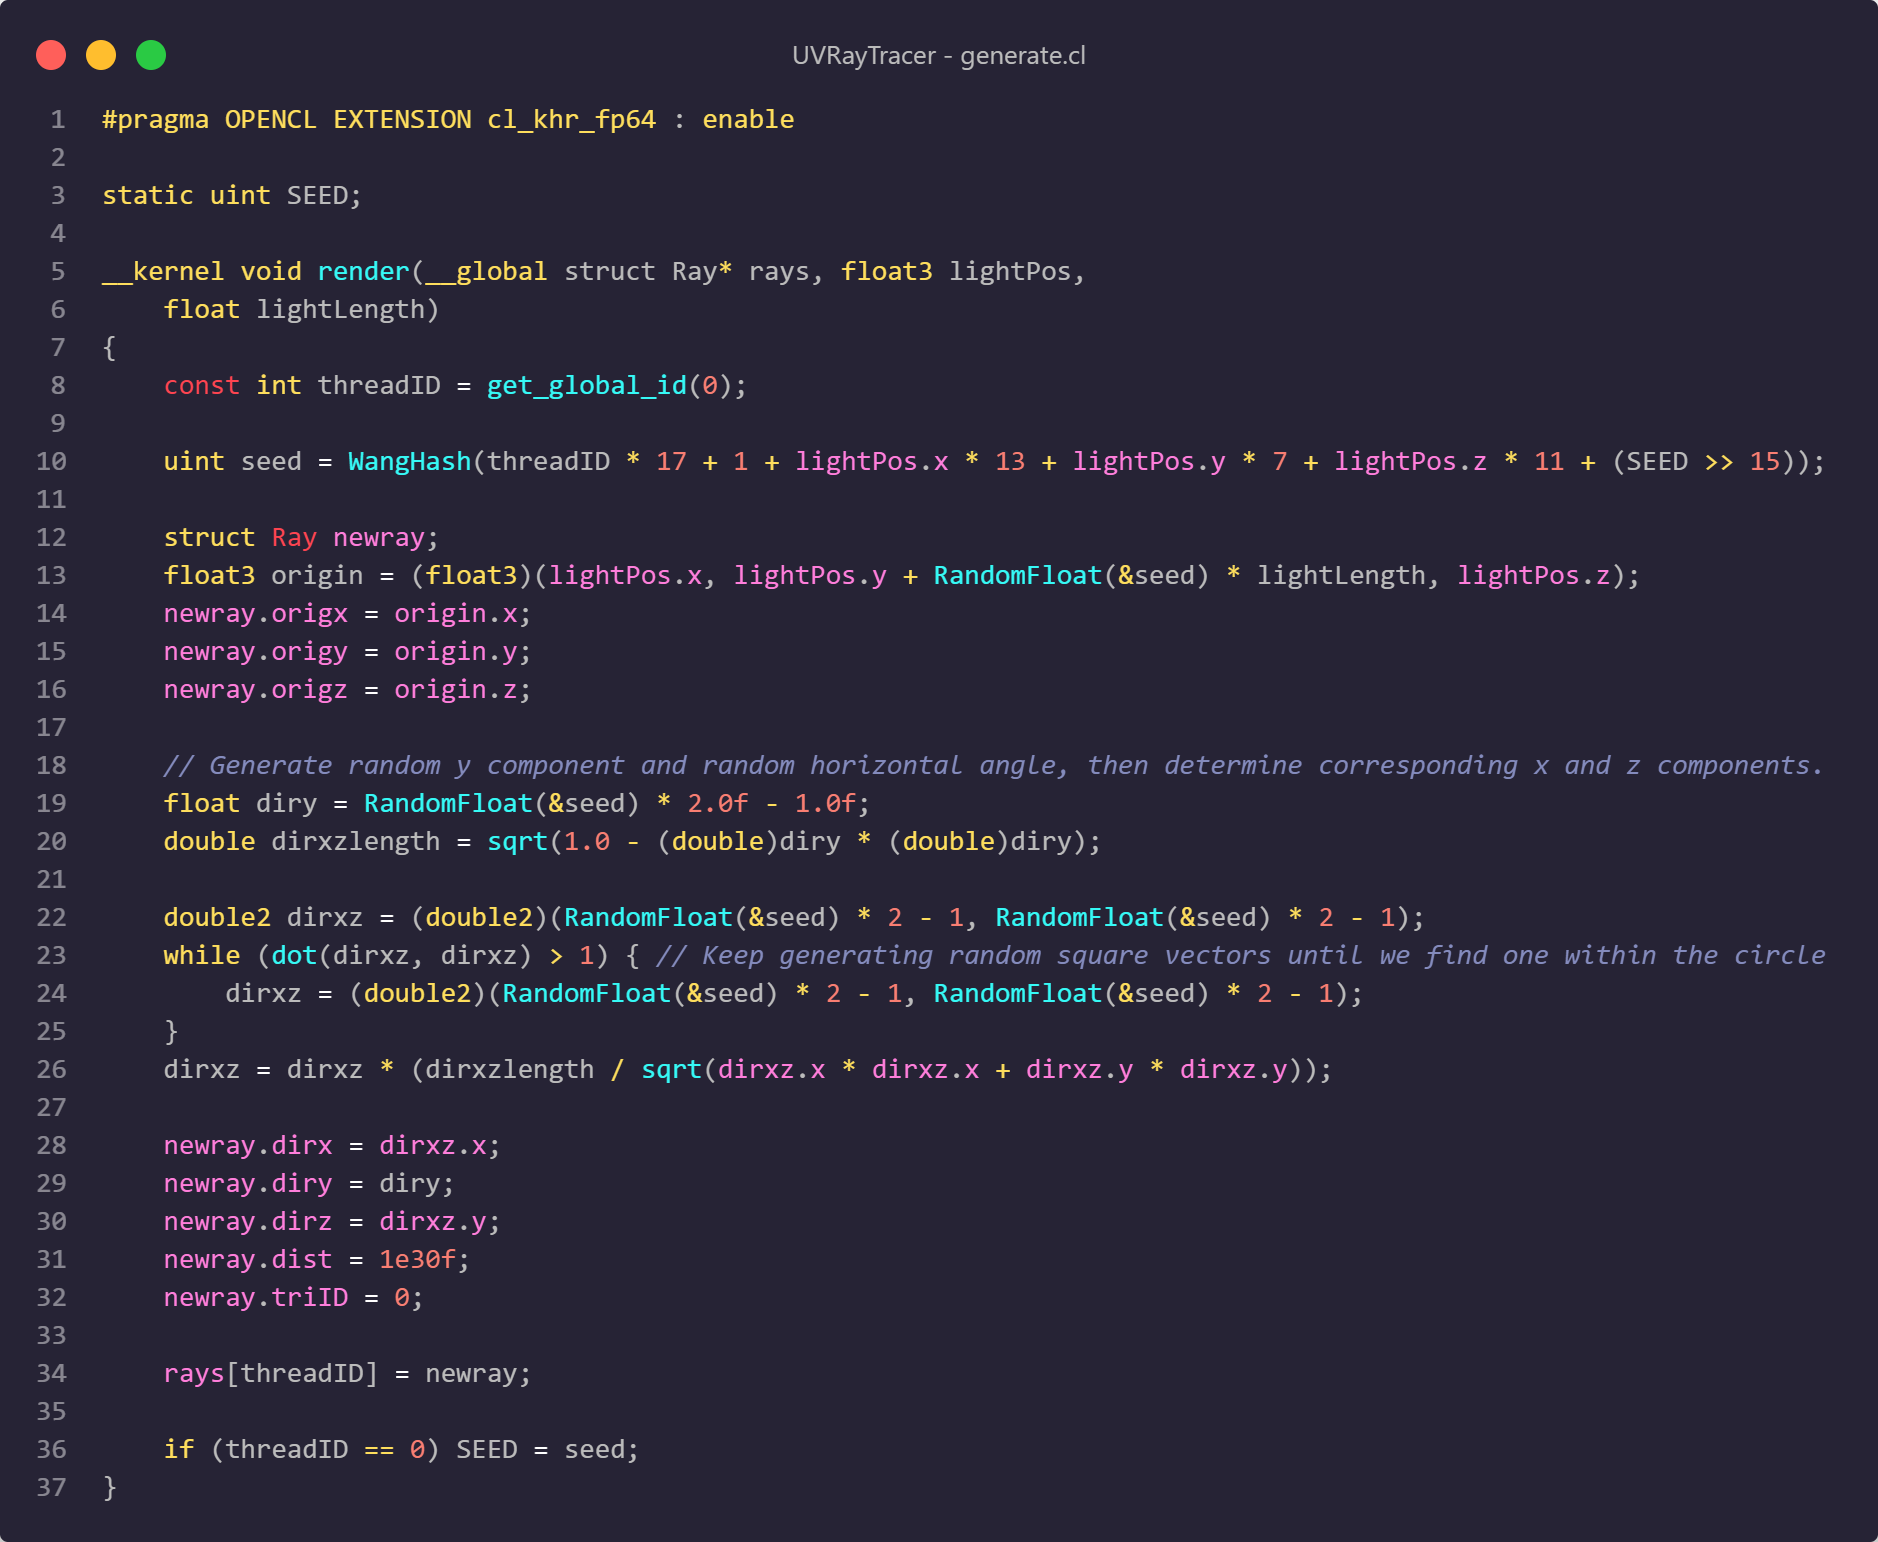 UVRayTracer - generate.cl
1 #pragma OPENCL EXTENSION cl_khr_fp64 : enable
2
3 static uint SEED;
4
5 __kernel void render(__global struct Ray* rays, float3 lightPos,
6     float lightLength)
7 {
8     const int threadID = get_global_id(0);
9
10     uint seed = WangHash(threadID * 17 + 1 + lightPos.x * 13 + lightPos.y * 7 + lightPos.z * 11 + (SEED >> 15));
11
12     struct Ray newray;
13     float3 origin = (float3)(lightPos.x, lightPos.y + RandomFloat(&seed) * lightLength, lightPos.z);
14     newray.origx = origin.x;
15     newray.origy = origin.y;
16     newray.origz = origin.z;
17
18     // Generate random y component and random horizontal angle, then determine corresponding x and z components.
19     float diry = RandomFloat(&seed) * 2.0f - 1.0f;
20     double dirxzlength = sqrt(1.0 - (double)diry * (double)diry);
21
22     double2 dirxz = (double2)(RandomFloat(&seed) * 2 - 1, RandomFloat(&seed) * 2 - 1);
23     while (dot(dirxz, dirxz) > 1) { // Keep generating random square vectors until we find one within the circle
24         dirxz = (double2)(RandomFloat(&seed) * 2 - 1, RandomFloat(&seed) * 2 - 1);
25     }
26     dirxz = dirxz * (dirxzlength / sqrt(dirxz.x * dirxz.x + dirxz.y * dirxz.y));
27
28     newray.dirx = dirxz.x;
29     newray.diry = diry;
30     newray.dirz = dirxz.y;
31     newray.dist = 1e30f;
32     newray.triID = 0;
33
34     rays[threadID] = newray;
35
36     if (threadID == 0) SEED = seed;
37 }